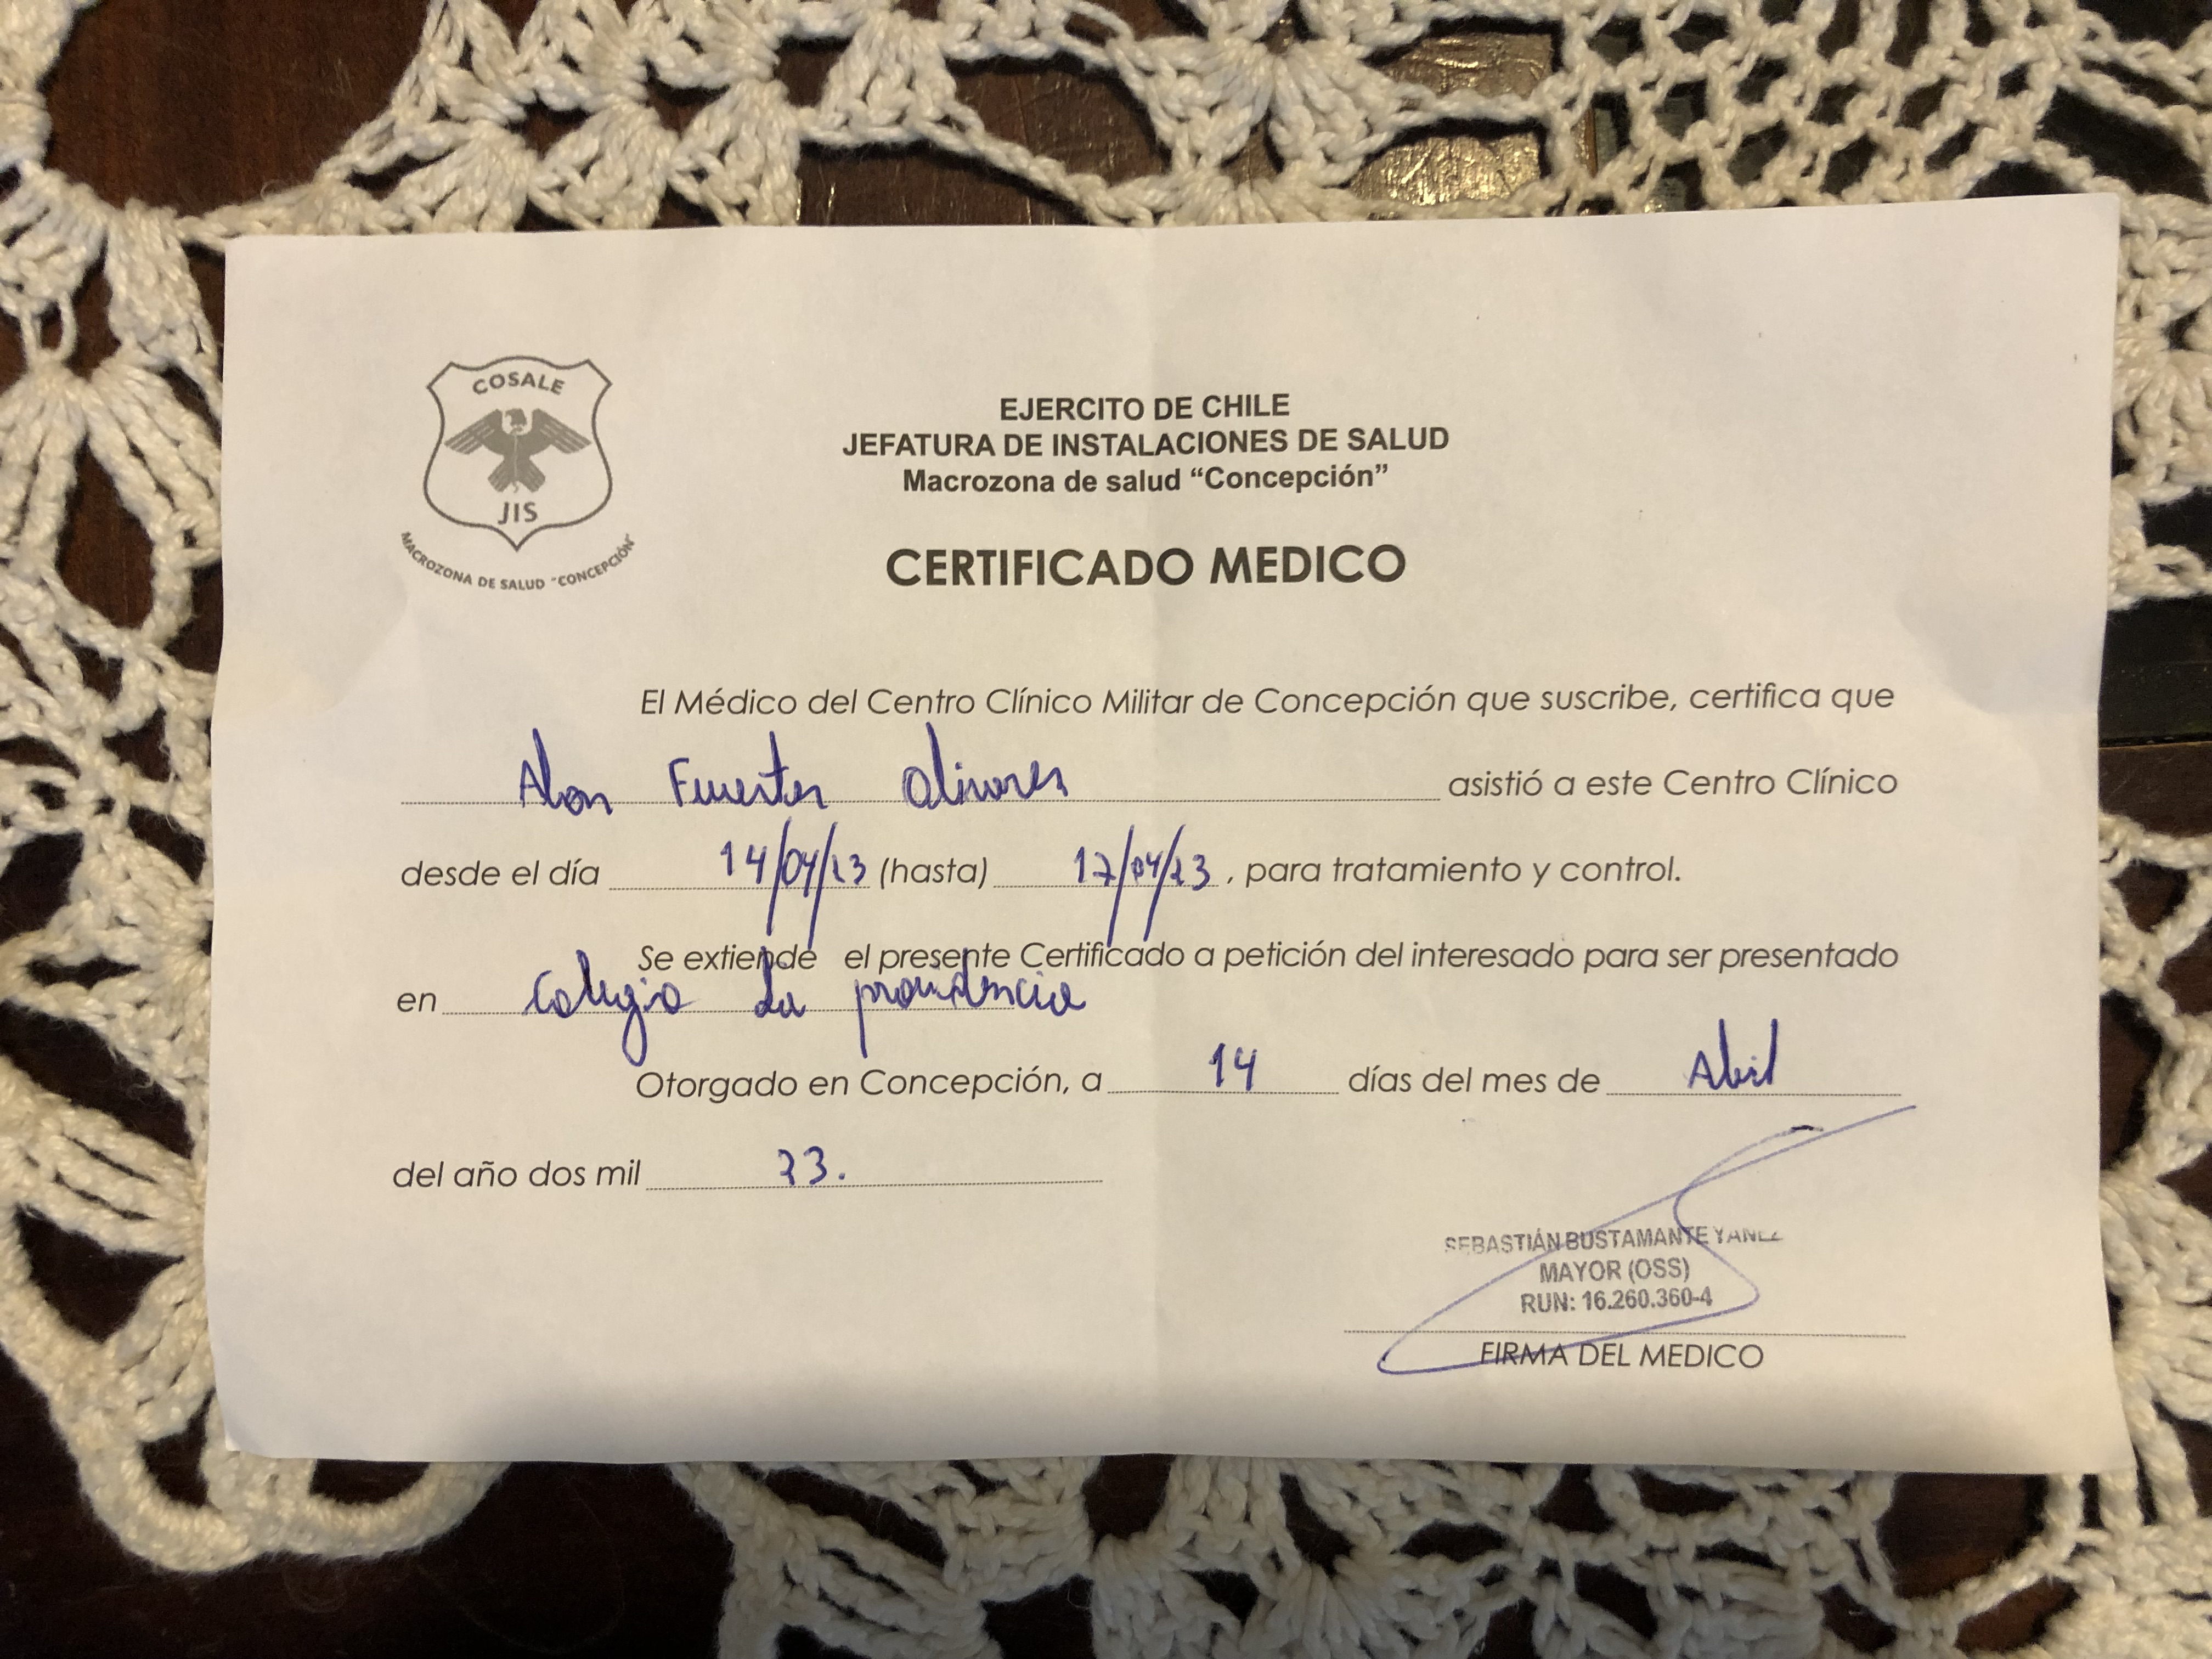 COSALE
JIS
MACROZONA DE SALUD "CONCEPCIÓN"
EJERCITO DE CHILE
JEFATURA DE INSTALACIONES DE SALUD
Macrozona de salud “Concepción”
CERTIFICADO MEDICO
El Médico del Centro Clínico Militar de Concepción que suscribe, certifica que
Alan Fuentes Olivares asistió a este Centro Clínico
desde el día 14/04/23 (hasta) 17/04/23, para tratamiento y control.
Se extiende el presente Certificado a petición del interesado para ser presentado
en Colegio La providencia
Otorgado en Concepción, a 14 días del mes de Abril
del año dos mil 23.
SEBASTIÁN BUSTAMANTE YANEZ
MAYOR (OSS)
RUN: 16.260.360-4
FIRMA DEL MEDICO